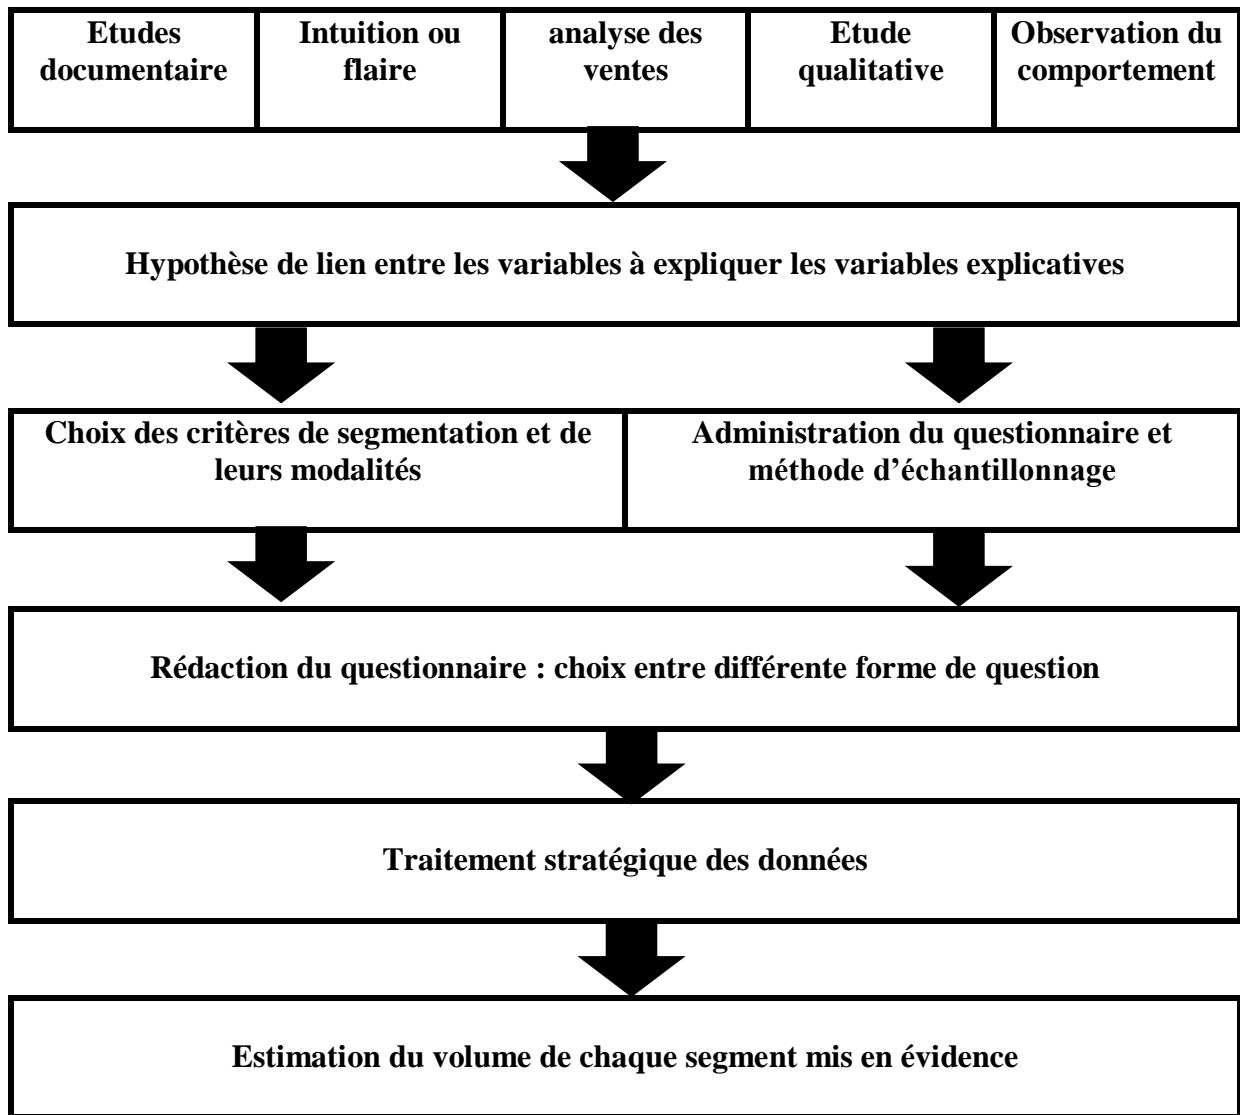 Etudes
documentaire
Intuition ou
flaire
analyse des
ventes
Etude
qualitative
Observation du
comportement
Hypothèse de lien entre les variables à expliquer les variables explicatives
Choix des critères de segmentation et de
leurs modalités
Administration du questionnaire et
méthode d’échantillonnage
Rédaction du questionnaire : choix entre différente forme de question
Traitement stratégique des données
Estimation du volume de chaque segment mis en évidence